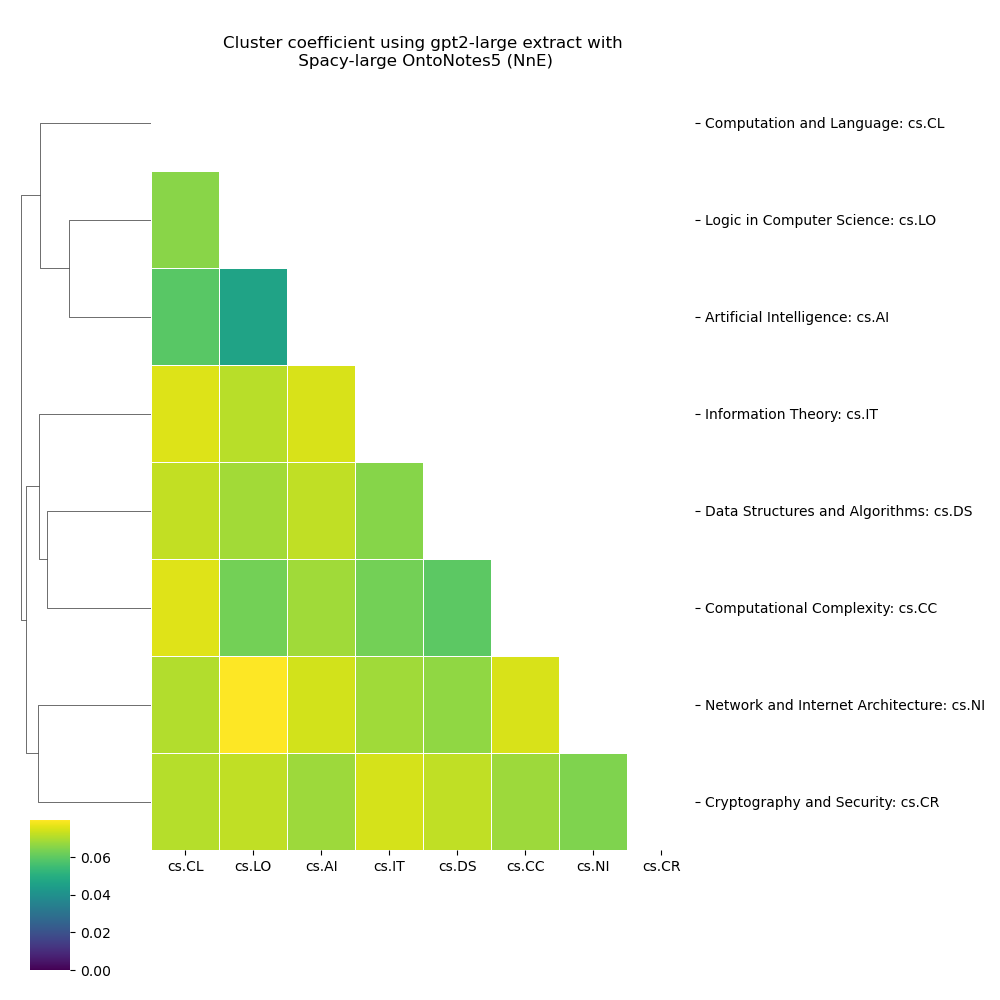 Cluster coefficient using gpt2-large extract with
Spacy-large OntoNotes5 (NnE)
Computation and Language: cs.CL
Logic in Computer Science: cs.LO
Artificial Intelligence: cs.AI
Information Theory: cs.IT
Data Structures and Algorithms: cs.DS
Computational Complexity: cs.CC
Network and Internet Architecture: cs.NI
Cryptography and Security: cs.CR
cs.CL cs.LO cs.AI cs.IT cs.DS cs.CC cs.NI cs.CR
0.06
0.04
0.02
0.00